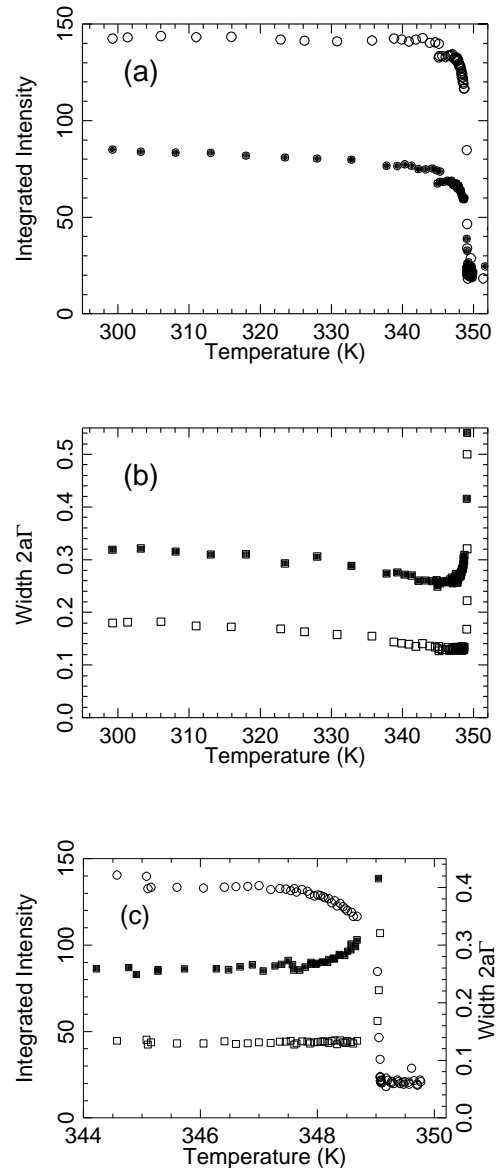 150
100
50
0
Integrated Intensity
(a)
300 310 320 330 340 350
Temperature (K)
0.5
0.4
0.3
0.2
0.1
0.0
Width 2aΓ
(b)
300 310 320 330 340 350
Temperature (K)
150
100
50
0
Integrated Intensity
(c)
0.4
0.3
0.2
0.1
0.0
Width 2aΓ
344 346 348 350
Temperature (K)